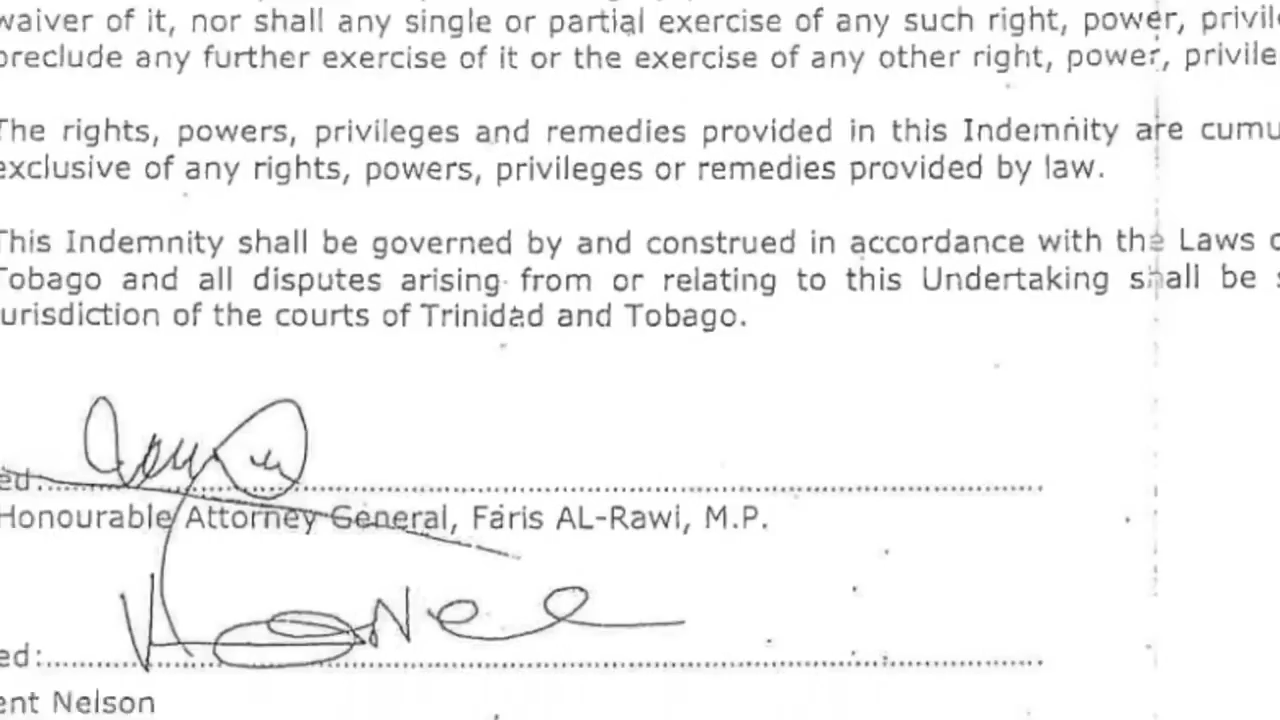 waiver of it, nor shall any single or partial exercise of any such right, power, privile
preclude any further exercise of it or the exercise of any other right, power, privile
The rights, powers, privileges and remedies provided in this Indemnity are cumu
exclusive of any rights, powers, privileges or remedies provided by law.
This Indemnity shall be governed by and construed in accordance with the Laws o
Tobago and all disputes arising from or relating to this Undertaking shall be s
urisdiction of the courts of Trinidad and Tobago.
ed
Honourable Attorney General, Faris AL-Rawi, M.P.
ed:
ent Nelson